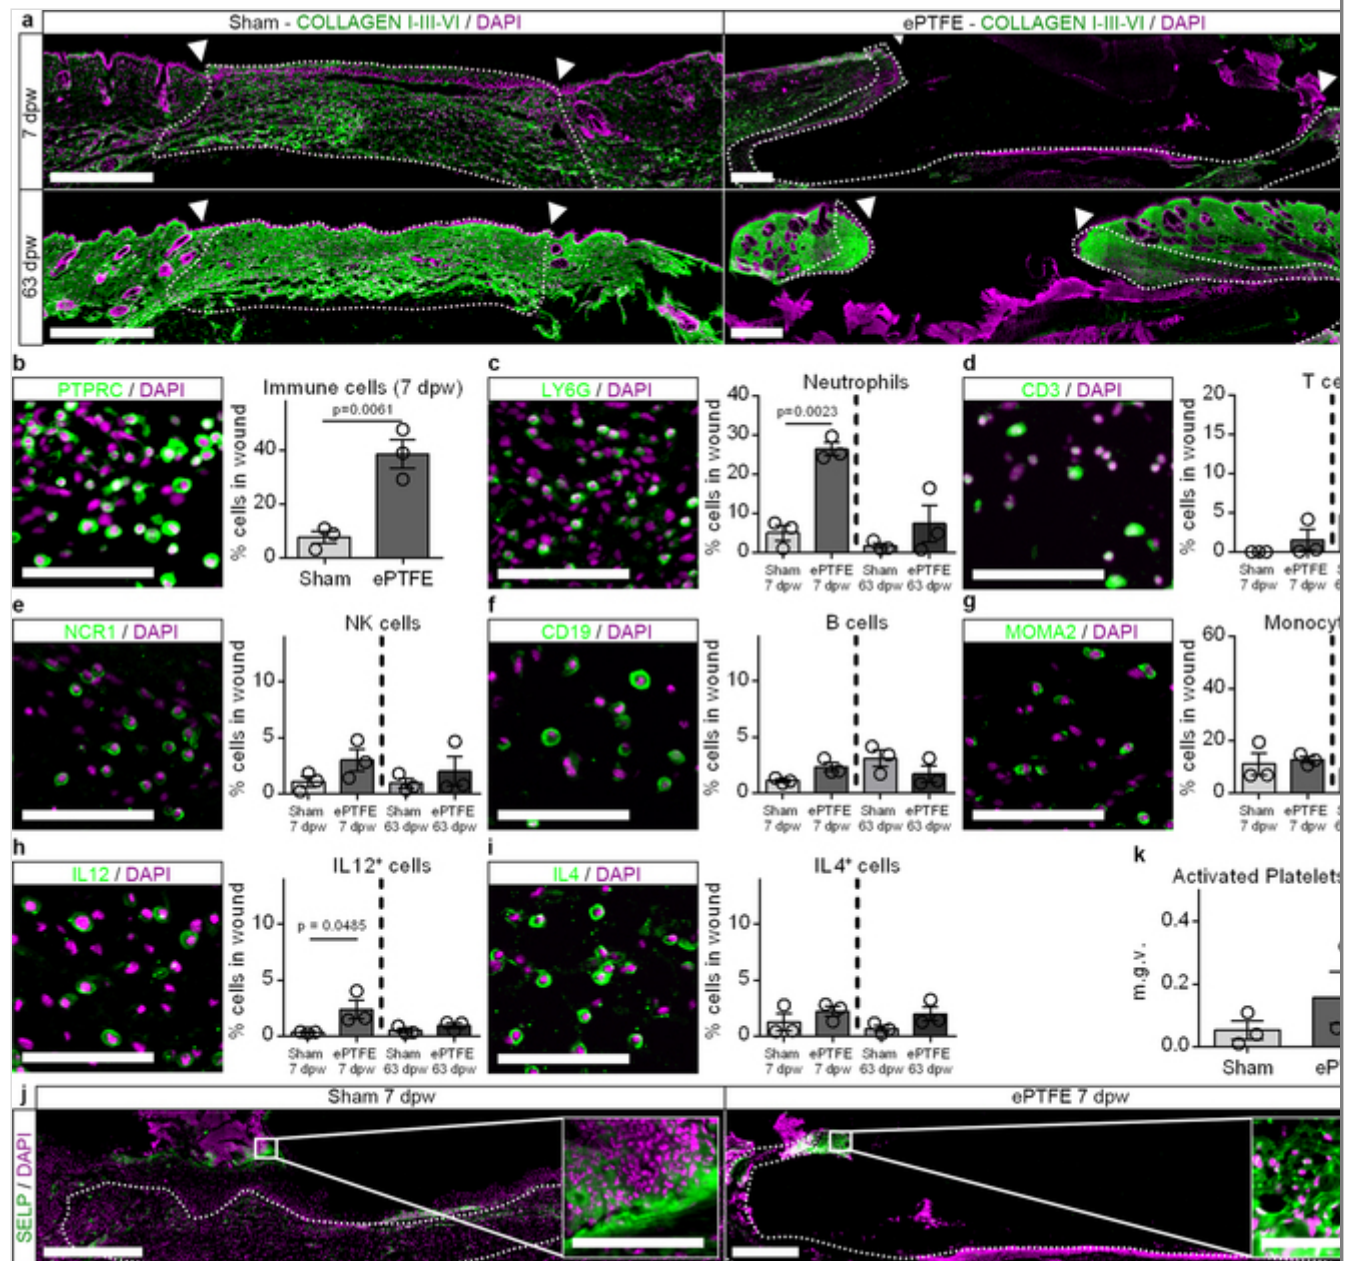 a
Sham - COLLAGEN I-III-VI / DAPI
ePTFE - COLLAGEN I-III-VI / DAPI
7 dpw
63 dpw
b
PTPRC / DAPI
Immune cells (7 dpw)
p=0.0061
% cells in wound
40
20
0
Sham
ePTFE
c
LY6G / DAPI
Neutrophils
p=0.0023
% cells in wound
40
30
20
10
0
Sham 7 dpw
ePTFE 7 dpw
Sham 63 dpw
ePTFE 63 dpw
d
CD3 / DAPI
T ce
% cells in wound
20
15
10
5
0
Sham 7 dpw
ePTFE 7 dpw
e
NCR1 / DAPI
NK cells
% cells in wound
10
5
0
Sham 7 dpw
ePTFE 7 dpw
Sham 63 dpw
ePTFE 63 dpw
f
CD19 / DAPI
B cells
% cells in wound
10
5
0
Sham 7 dpw
ePTFE 7 dpw
Sham 63 dpw
ePTFE 63 dpw
g
MOMA2 / DAPI
Monocyt
% cells in wound
60
40
20
0
Sham 7 dpw
ePTFE 7 dpw
h
IL12 / DAPI
IL12⁺ cells
p = 0.0485
% cells in wound
10
5
0
Sham 7 dpw
ePTFE 7 dpw
Sham 63 dpw
ePTFE 63 dpw
i
IL4 / DAPI
IL4⁺ cells
% cells in wound
10
5
0
Sham 7 dpw
ePTFE 7 dpw
Sham 63 dpw
ePTFE 63 dpw
k
Activated Platelets
m.g.v.
0.4
0.2
0.0
Sham
eP
j
Sham 7 dpw
ePTFE 7 dpw
SELP / DAPI